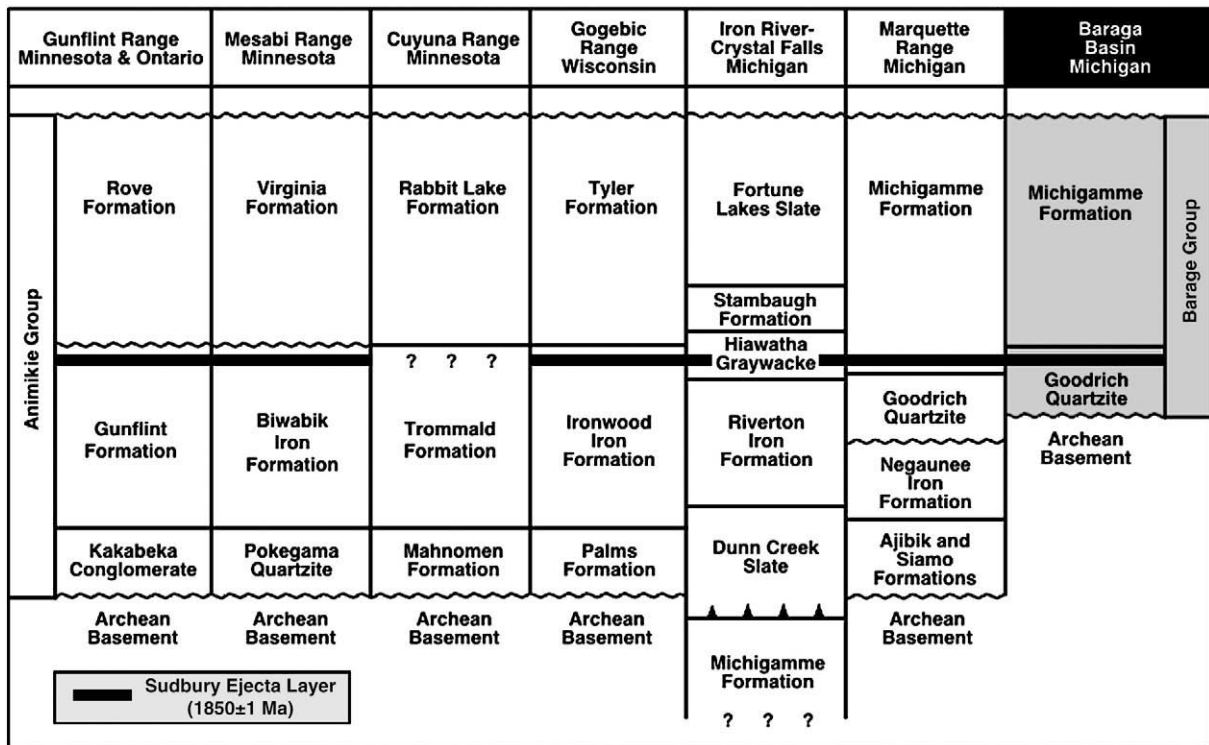 Gunflint Range
Minnesota & Ontario
Mesabi Range
Minnesota
Cuyuna Range
Minnesota
Gogebic
Range
Wisconsin
Iron River-
Crystal Falls
Michigan
Marquette
Range
Michigan
Baraga
Basin
Michigan
Animikie Group
Rove
Formation
Virginia
Formation
Rabbit Lake
Formation
Tyler
Formation
Fortune
Lakes Slate
Michigamme
Formation
Michigamme
Formation
Barage Group
Stambaugh
Formation
Hiawatha
Graywacke
? ? ?
Gunflint
Formation
Biwabik
Iron
Formation
Trommald
Formation
Ironwood
Iron
Formation
Riverton
Iron
Formation
Goodrich
Quartzite
Goodrich
Quartzite
Negaunee
Iron
Formation
Archean
Basement
Kakabeka
Conglomerate
Pokegama
Quartzite
Mahnomen
Formation
Palms
Formation
Dunn Creek
Slate
Ajibik and
Siamo
Formations
Archean
Basement
Archean
Basement
Archean
Basement
Archean
Basement
Michigamme
Formation
? ? ?
Archean
Basement
Sudbury Ejecta Layer
(1850±1 Ma)